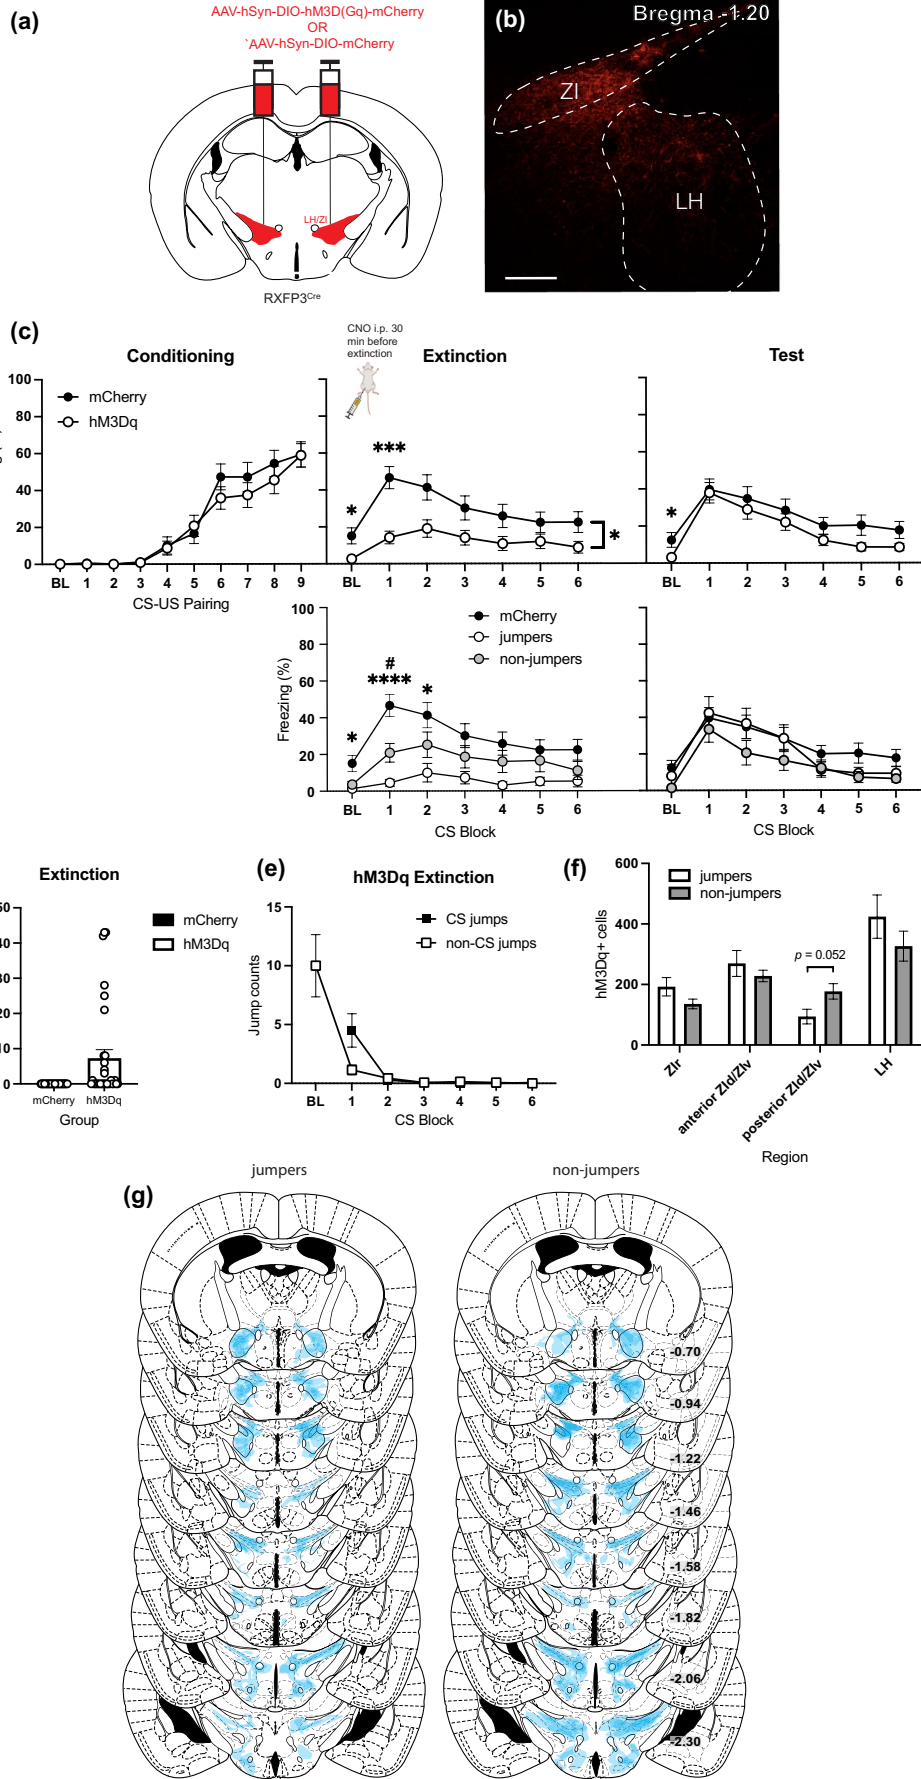 (a)
AAV-hSyn-DIO-hM3D(Gq)-mCherry
OR
`AAV-hSyn-DIO-mCherry
LH/ZI
RXFP3Cre
(b)
Bregma -1.20
ZI
LH
(c)
CNO i.p. 30
min before
extinction
Conditioning
Extinction
Test
100
80
60
40
20
0
mCherry
hM3Dq
*
***
*
*
BL 1 2 3 4 5 6 7 8 9
CS-US Pairing
BL 1 2 3 4 5 6
BL 1 2 3 4 5 6
Freezing (%)
100
80
60
40
20
0
mCherry
jumpers
non-jumpers
*
#
****
*
BL 1 2 3 4 5 6
CS Block
BL 1 2 3 4 5 6
CS Block
Extinction
50
40
30
20
10
0
mCherry
hM3Dq
mCherry hM3Dq
Group
(e)
hM3Dq Extinction
Jump counts
15
10
5
0
CS jumps
non-CS jumps
BL 1 2 3 4 5 6
CS Block
(f)
hM3Dq+ cells
600
400
200
0
jumpers
non-jumpers
p = 0.052
ZIr
anterior ZId/ZIv
posterior ZId/ZIv
LH
Region
(g)
jumpers
non-jumpers
-0.70
-0.94
-1.22
-1.46
-1.58
-1.82
-2.06
-2.30